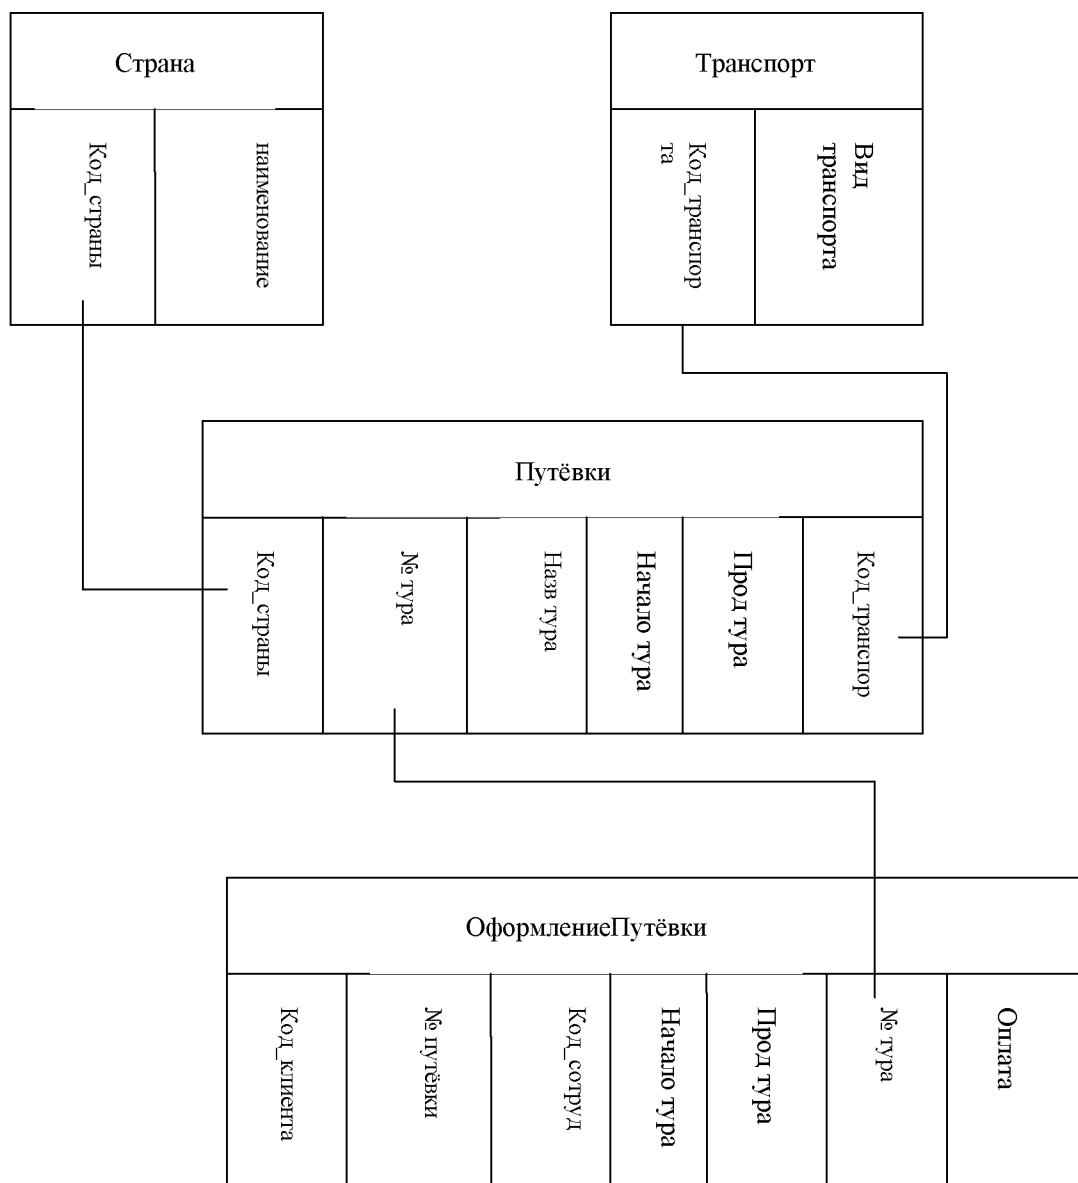 Страна
Транспорт
Код_страны
наименование
Код_транспор
та
Вид
транспорта
Путёвки
Код_страны
№ тура
Назв тура
Начало тура
Прод тура
Код_транспор
ОформлениеПутёвки
Код_клиента
№ путёвки
Код_сотруд
Начало тура
Прод тура
№ тура
Оплата